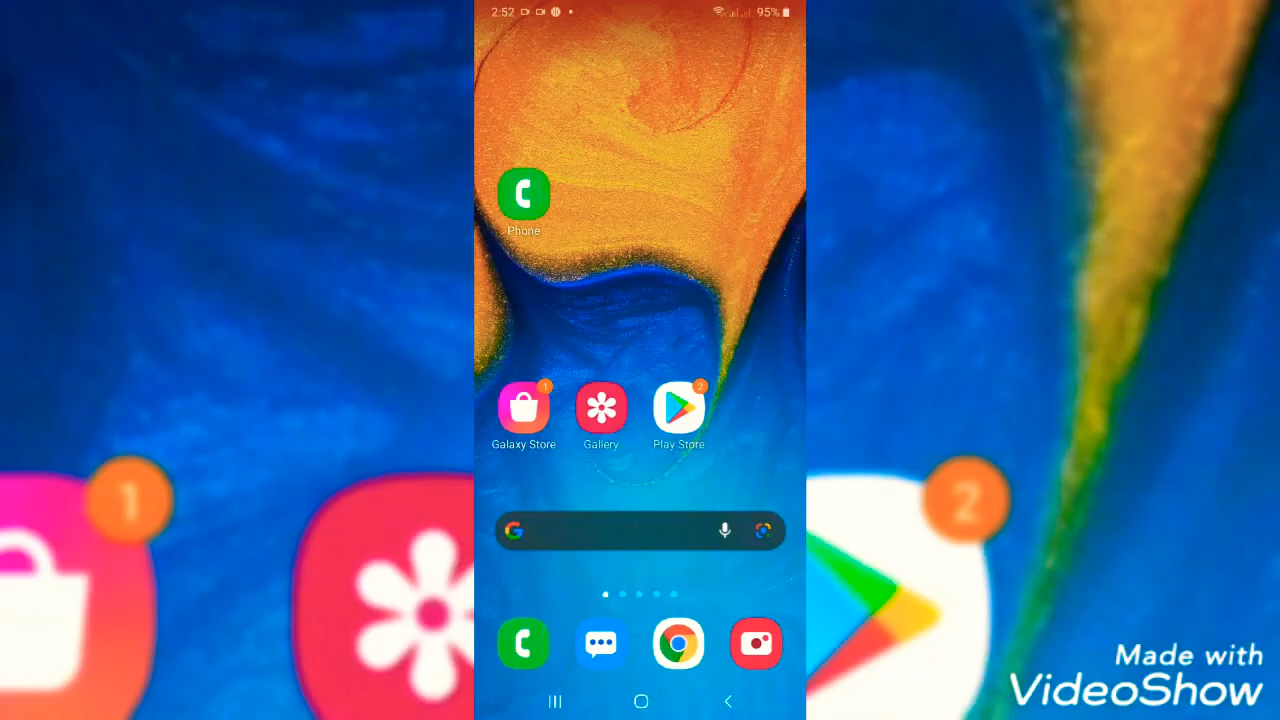 2:52
95%
Phone
1
2
Galaxy Store
Gallery
Play Store
1
2
G
Made with
VideoShow